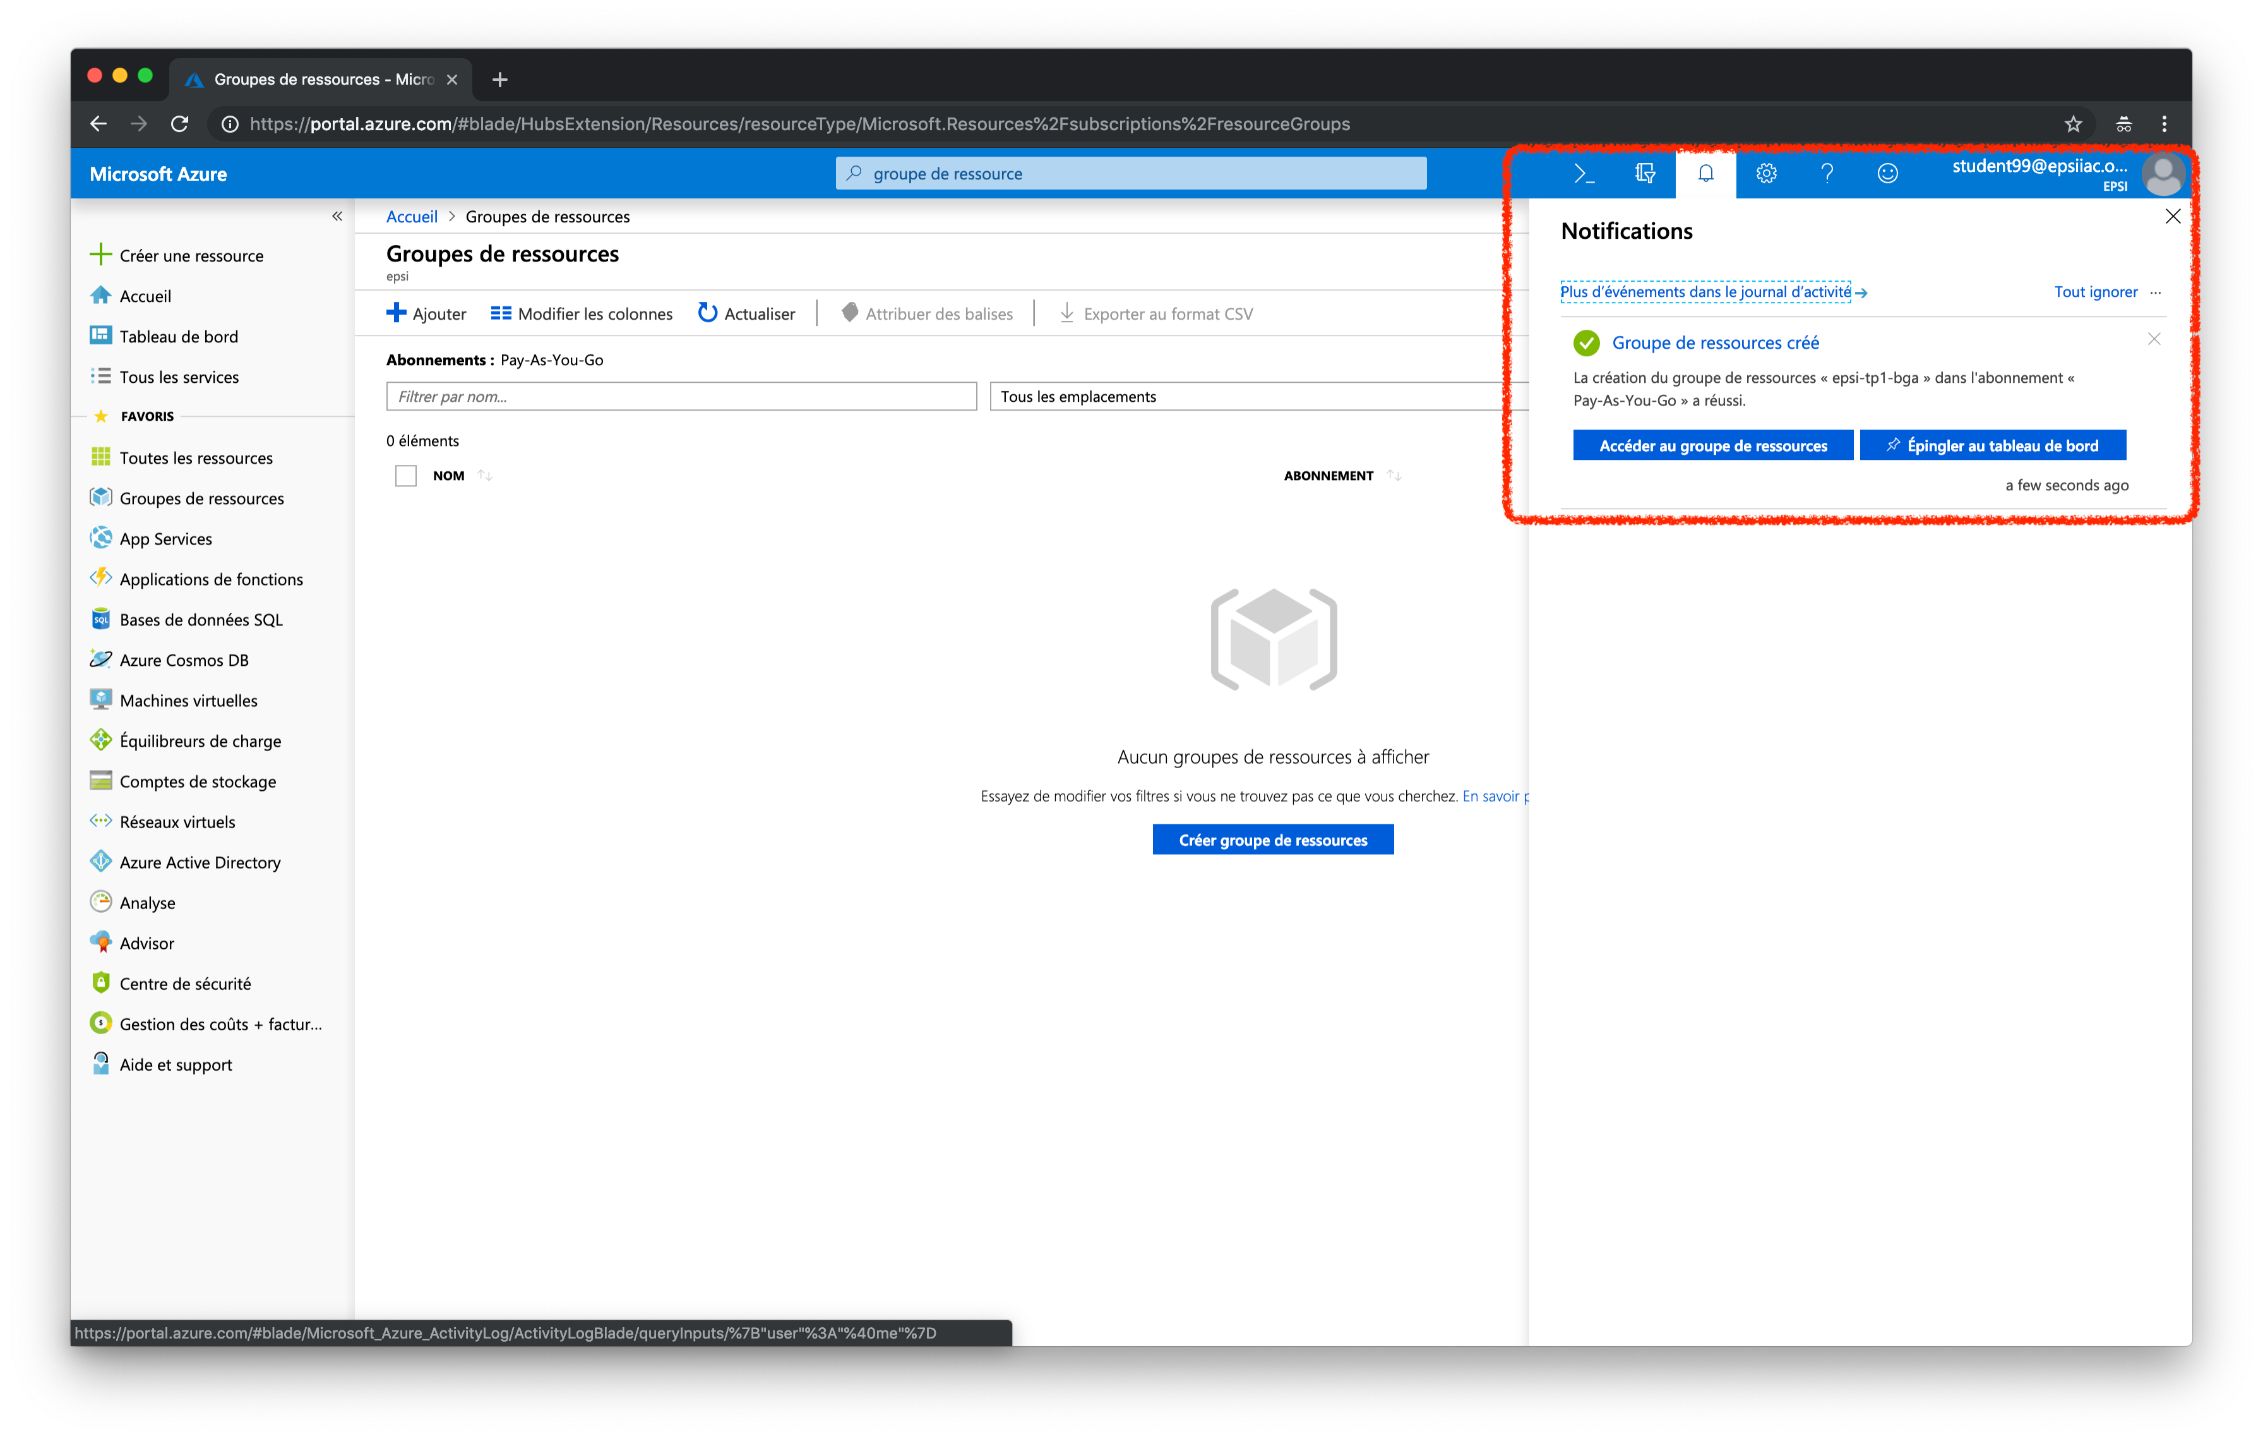 Groupes de ressources - Micro
https://portal.azure.com/#blade/HubsExtension/Resources/resourceType/Microsoft.Resources%2Fsubscriptions%2FresourceGroups
Microsoft Azure
groupe de ressource
student99@epsiiac.o...
EPSI
Accueil > Groupes de ressources
Groupes de ressources
epsi
Ajouter
Modifier les colonnes
Actualiser
Attribuer des balises
Exporter au format CSV
Abonnements : Pay-As-You-Go
Filtrer par nom...
Tous les emplacements
0 éléments
NOM
ABONNEMENT
Aucun groupes de ressources à afficher
Essayez de modifier vos filtres si vous ne trouvez pas ce que vous cherchez. En savoir p
Créer groupe de ressources
Créer une ressource
Accueil
Tableau de bord
Tous les services
FAVORIS
Toutes les ressources
Groupes de ressources
App Services
Applications de fonctions
Bases de données SQL
Azure Cosmos DB
Machines virtuelles
Équilibreurs de charge
Comptes de stockage
Réseaux virtuels
Azure Active Directory
Analyse
Advisor
Centre de sécurité
Gestion des coûts + factur...
Aide et support
Notifications
Plus d'événements dans le journal d'activité
Tout ignorer ...
Groupe de ressources créé
La création du groupe de ressources « epsi-tp1-bga » dans l'abonnement «
Pay-As-You-Go » a réussi.
Accéder au groupe de ressources
Épingler au tableau de bord
a few seconds ago
https://portal.azure.com/#blade/Microsoft_Azure_ActivityLog/ActivityLogBlade/queryInputs/%7B"user"%3A"%40me"%7D